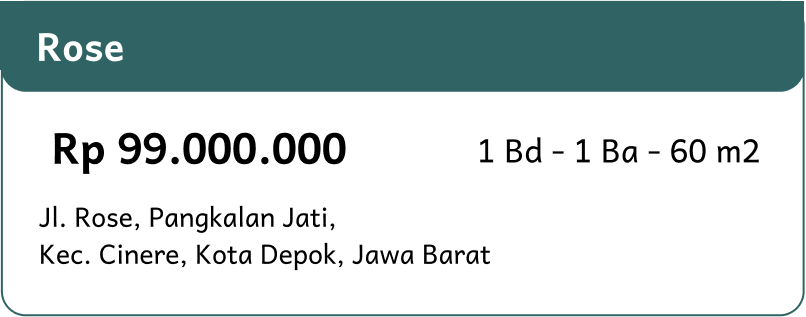 Rose
Rp 99.000.000
1 Bd - 1 Ba - 60 m2
Jl. Rose, Pangkalan Jati,
Kec. Cinere, Kota Depok, Jawa Barat